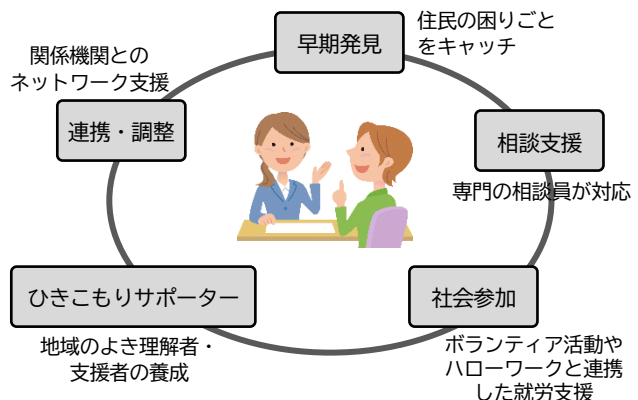 早期発見
住民の困りごと
をキャッチ
関係機関との
ネットワーク支援
連携・調整
相談支援
専門の相談員が対応
ひきこもりサポーター
地域のよき理解者・
支援者の養成
社会参加
ボランティア活動や
ハローワークと連携
した就労支援